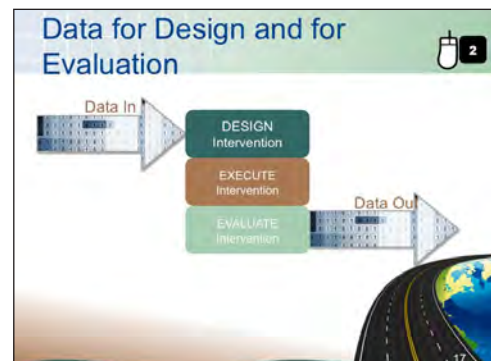 Data for Design and for
Evaluation
2
Data In
DESIGN
Intervention
EXECUTE
Intervention
Data Out
EVALUATE
Intervention
17